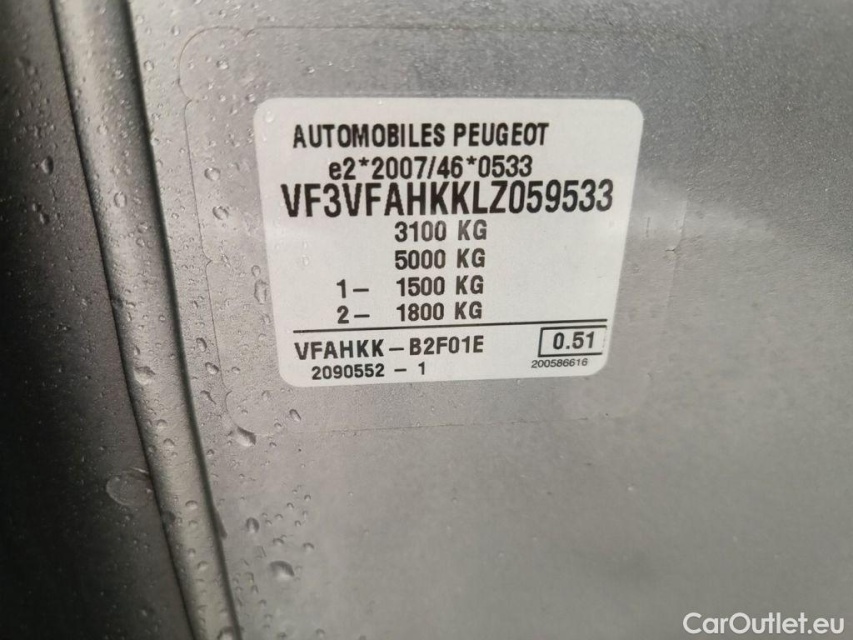 AUTOMOBILES PEUGEOT
e2*2007/46*0533
VF3VFAHKKLZ059533
3100 KG
5000 KG
1- 1500 KG
2- 1800 KG
VFAHKK-B2F01E 0.51
2090552-1 200586616
CarOutlet.eu